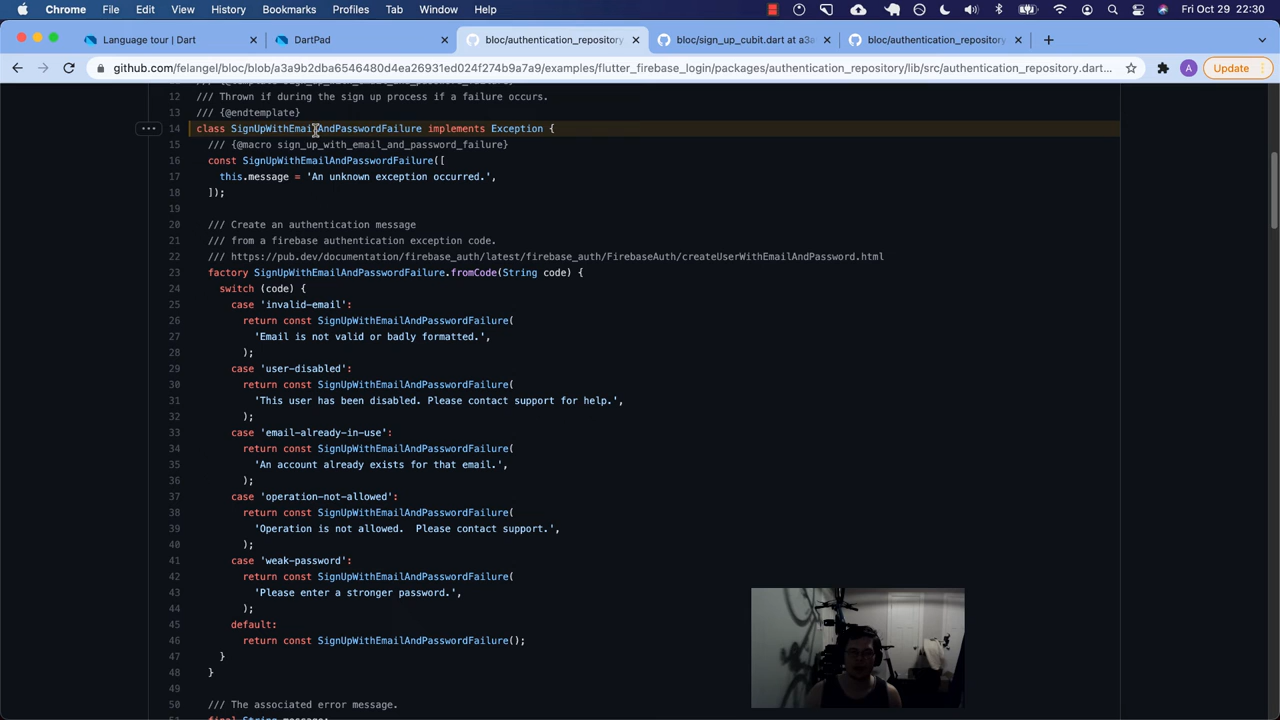 Chrome File Edit View History Bookmarks Profiles Tab Window Help Fri Oct 29 22:30
Language tour | Dart DartPad bloc/authentication_repository bloc/sign_up_cubit.dart at a3a bloc/authentication_repository
github.com/felangel/bloc/blob/a3a9b2dba6546480d4ea26931ed024f274b9a7a9/examples/flutter_firebase_login/packages/authentication_repository/lib/src/authentication_repository.dart... A Update
12 /// Thrown if during the sign up process if a failure occurs.
13 /// {@endtemplate}
14 class SignUpWithEmailAndPasswordFailure implements Exception {
15 /// {@macro sign_up_with_email_and_password_failure}
16 const SignUpWithEmailAndPasswordFailure([
17 this.message = 'An unknown exception occurred.',
18 ]);
19
20 /// Create an authentication message
21 /// from a firebase authentication exception code.
22 /// https://pub.dev/documentation/firebase_auth/latest/firebase_auth/FirebaseAuth/createUserWithEmailAndPassword.html
23 factory SignUpWithEmailAndPasswordFailure.fromCode(String code) {
24 switch (code) {
25 case 'invalid-email':
26 return const SignUpWithEmailAndPasswordFailure(
27 'Email is not valid or badly formatted.',
28 );
29 case 'user-disabled':
30 return const SignUpWithEmailAndPasswordFailure(
31 'This user has been disabled. Please contact support for help.',
32 );
33 case 'email-already-in-use':
34 return const SignUpWithEmailAndPasswordFailure(
35 'An account already exists for that email.',
36 );
37 case 'operation-not-allowed':
38 return const SignUpWithEmailAndPasswordFailure(
39 'Operation is not allowed.  Please contact support.',
40 );
41 case 'weak-password':
42 return const SignUpWithEmailAndPasswordFailure(
43 'Please enter a stronger password.',
44 );
45 default:
46 return const SignUpWithEmailAndPasswordFailure();
47 }
48 }
49
50 /// The associated error message.